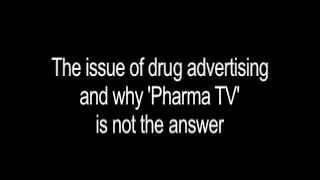 The issue of drug advertising
and why 'Pharma TV'
is not the answer